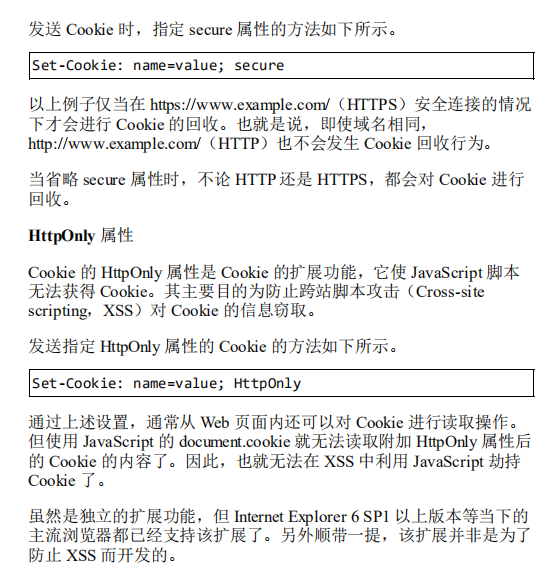 发送 Cookie 时，指定 secure 属性的方法如下所示。
Set-Cookie: name=value; secure
以上例子仅当在 https://www.example.com/（HTTPS）安全连接的情况
下才会进行 Cookie 的回收。也就是说，即使域名相同，
http://www.example.com/（HTTP）也不会发生 Cookie 回收行为。
当省略 secure 属性时，不论 HTTP 还是 HTTPS，都会对 Cookie 进行
回收。
HttpOnly 属性
Cookie 的 HttpOnly 属性是 Cookie 的扩展功能，它使 JavaScript 脚本
无法获得 Cookie。其主要目的为防止跨站脚本攻击（Cross-site
scripting，XSS）对 Cookie 的信息窃取。
发送指定 HttpOnly 属性的 Cookie 的方法如下所示。
Set-Cookie: name=value; HttpOnly
通过上述设置，通常从 Web 页面内还可以对 Cookie 进行读取操作。
但使用 JavaScript 的 document.cookie 就无法读取附加 HttpOnly 属性后
的 Cookie 的内容了。因此，也就无法在 XSS 中利用 JavaScript 劫持
Cookie 了。
虽然是独立的扩展功能，但 Internet Explorer 6 SP1 以上版本等当下的
主流浏览器都已经支持该扩展了。另外顺带一提，该扩展并非是为了
防止 XSS 而开发的。